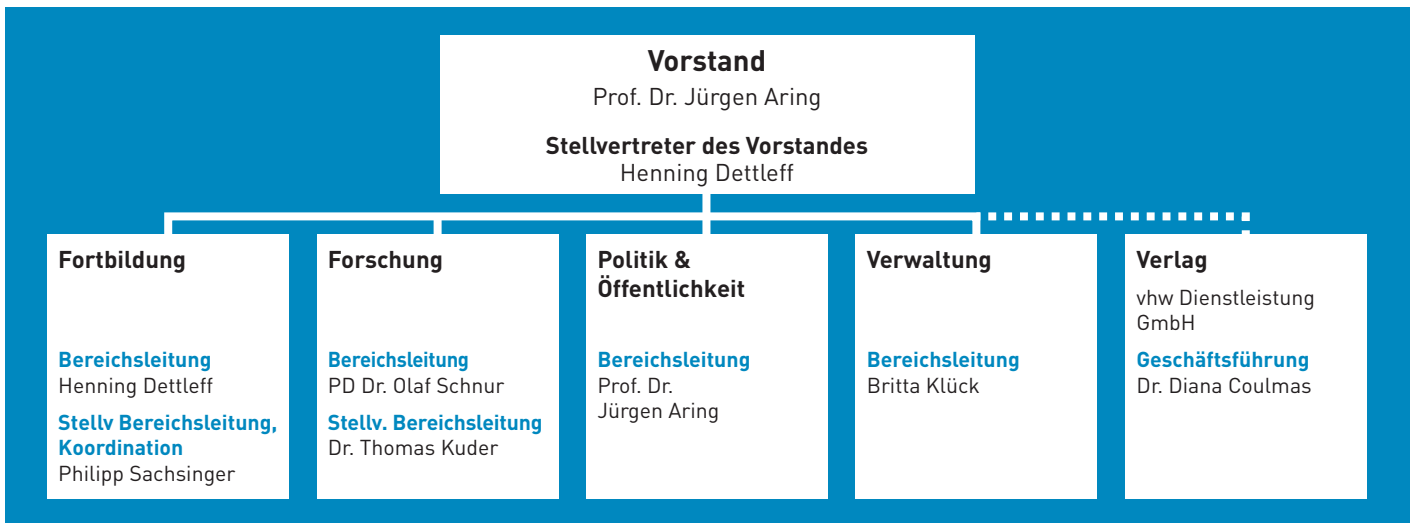 Vorstand
Prof. Dr. Jürgen Aring
Stellvertreter des Vorstandes
Henning Dettleff
Fortbildung
Bereichsleitung
Henning Dettleff
Stellv Bereichsleitung,
Koordination
Philipp Sachsinger
Forschung
Bereichsleitung
PD Dr. Olaf Schnur
Stellv. Bereichsleitung
Dr. Thomas Kuder
Politik &
Öffentlichkeit
Bereichsleitung
Prof. Dr.
Jürgen Aring
Verwaltung
Bereichsleitung
Britta Klück
Verlag
vhw Dienstleistung
GmbH
Geschäftsführung
Dr. Diana Coulmas